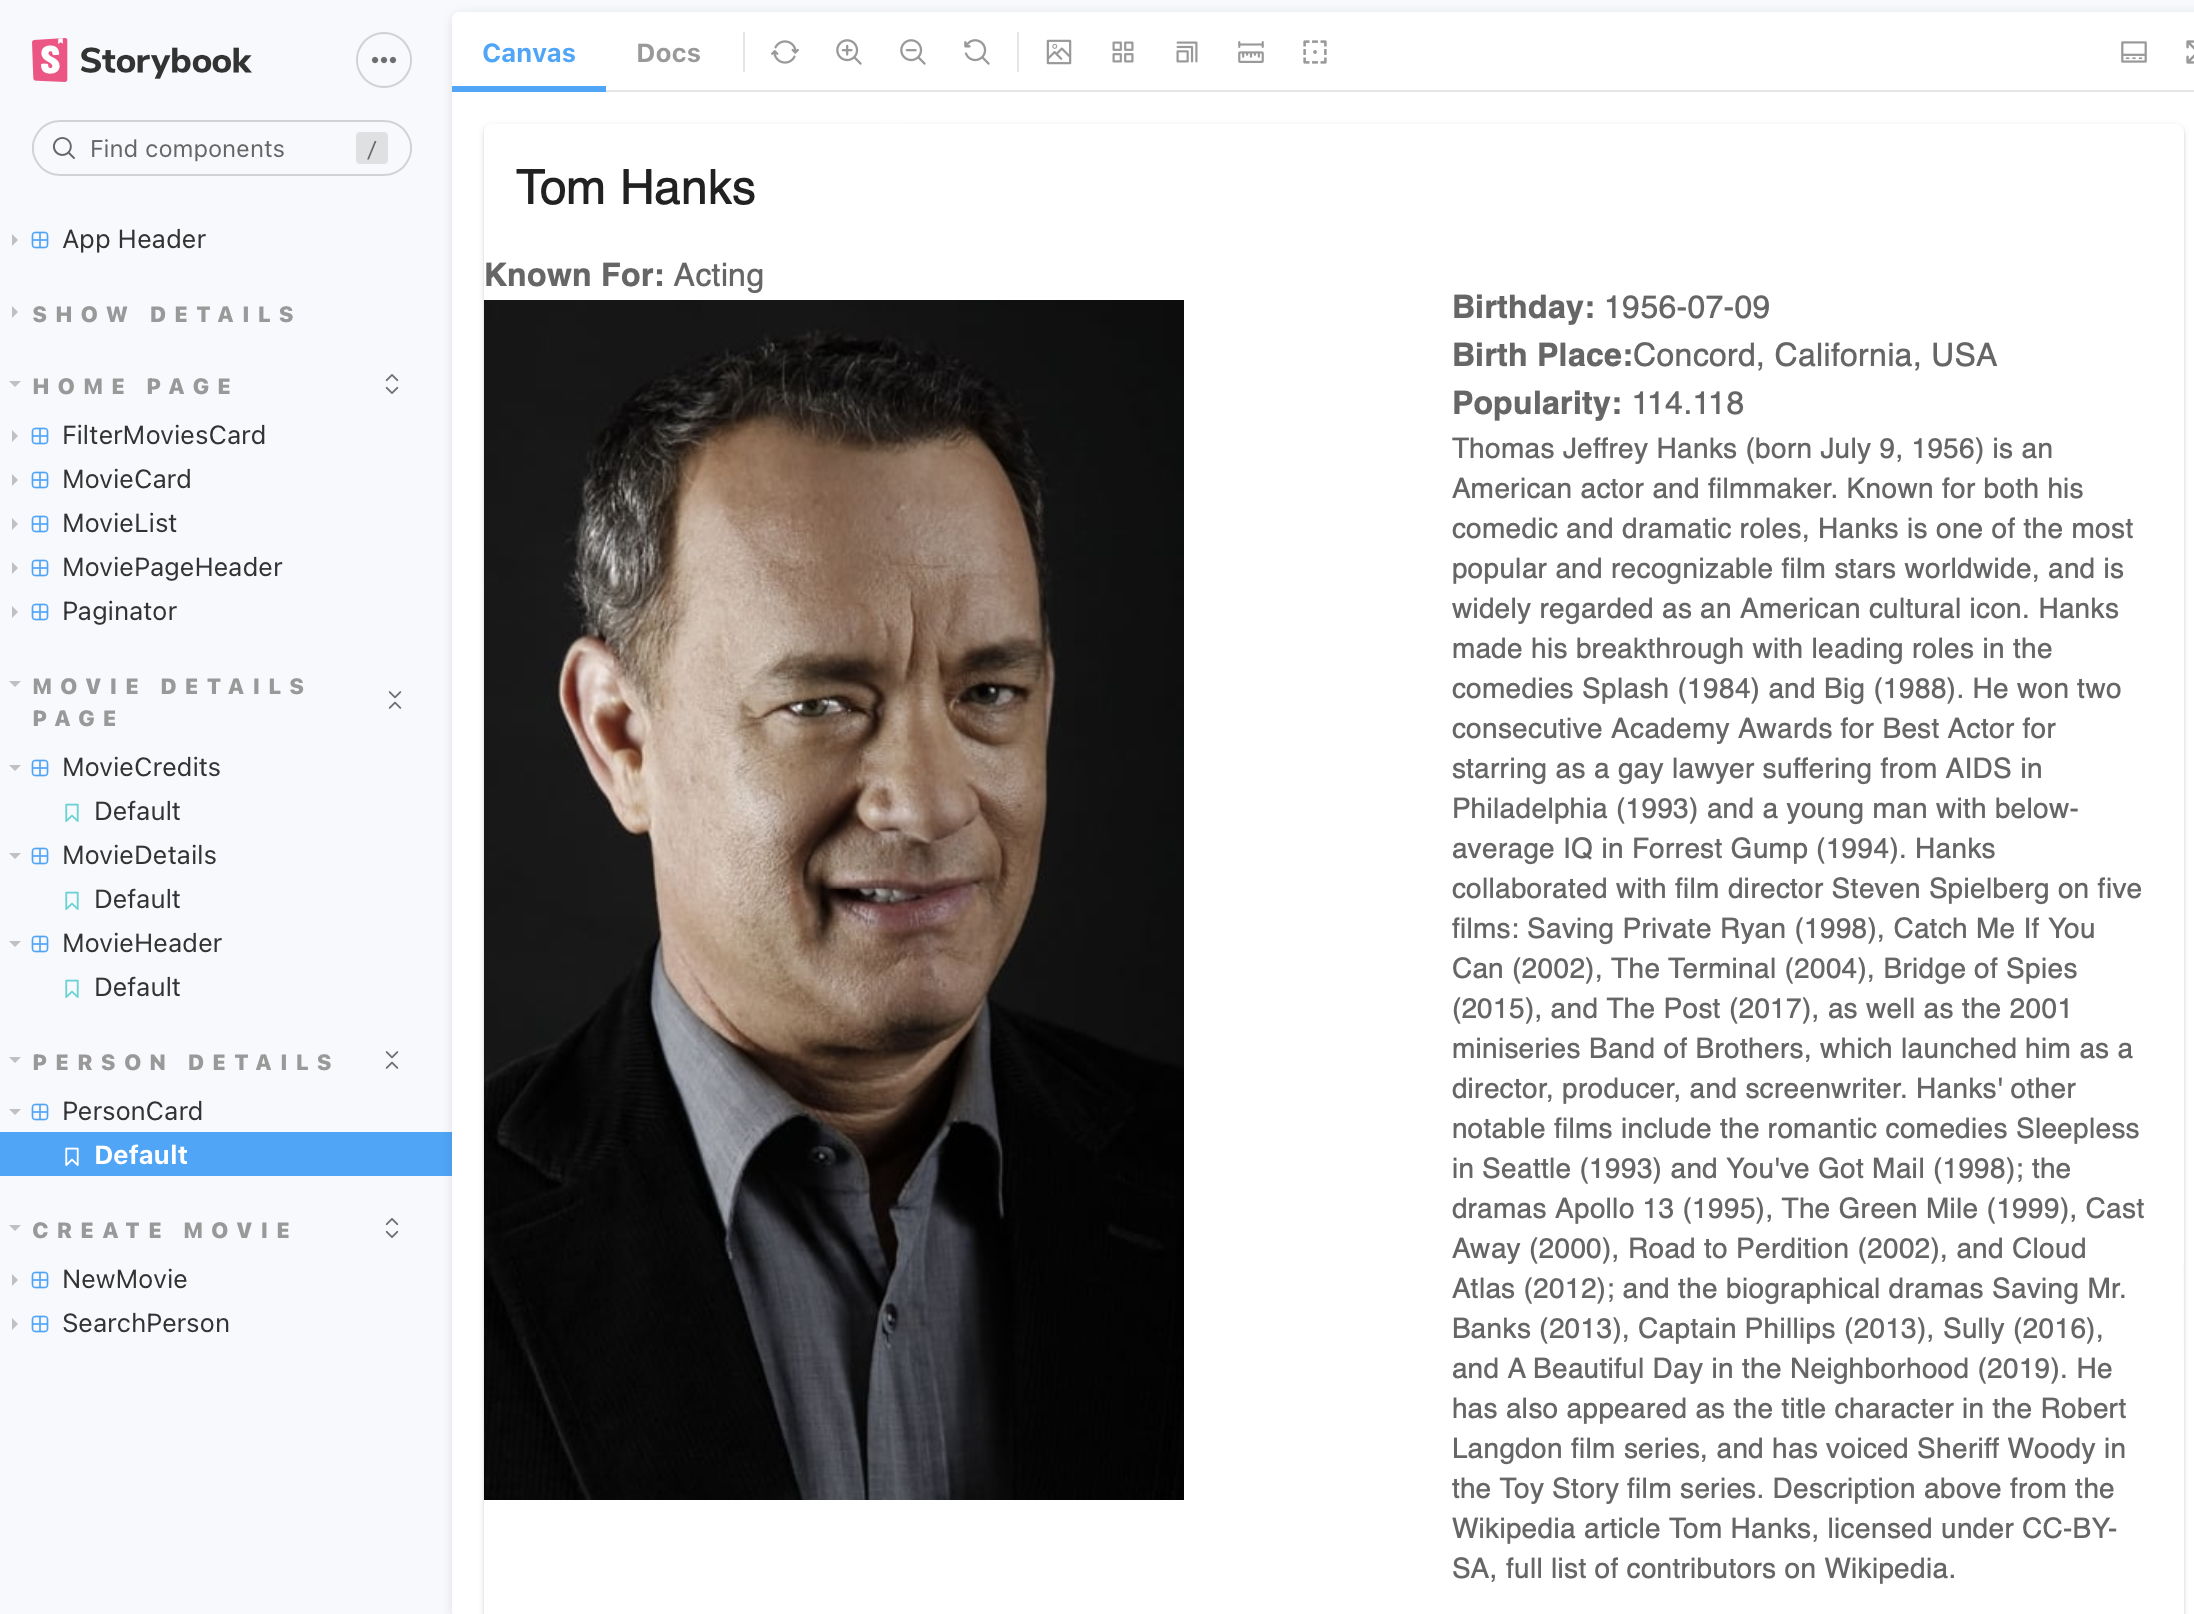 Storybook
Find components
/
App Header
SHOW DETAILS
HOME PAGE
FilterMoviesCard
MovieCard
MovieList
MoviePageHeader
Paginator
MOVIE DETAILS
PAGE
MovieCredits
Default
MovieDetails
Default
MovieHeader
Default
PERSON DETAILS
PersonCard
Default
CREATE MOVIE
NewMovie
SearchPerson
Canvas
Docs
Tom Hanks
Known For: Acting
Birthday: 1956-07-09
Birth Place:Concord, California, USA
Popularity: 114.118
Thomas Jeffrey Hanks (born July 9, 1956) is an
American actor and filmmaker. Known for both his
comedic and dramatic roles, Hanks is one of the most
popular and recognizable film stars worldwide, and is
widely regarded as an American cultural icon. Hanks
made his breakthrough with leading roles in the
comedies Splash (1984) and Big (1988). He won two
consecutive Academy Awards for Best Actor for
starring as a gay lawyer suffering from AIDS in
Philadelphia (1993) and a young man with below-
average IQ in Forrest Gump (1994). Hanks
collaborated with film director Steven Spielberg on five
films: Saving Private Ryan (1998), Catch Me If You
Can (2002), The Terminal (2004), Bridge of Spies
(2015), and The Post (2017), as well as the 2001
miniseries Band of Brothers, which launched him as a
director, producer, and screenwriter. Hanks' other
notable films include the romantic comedies Sleepless
in Seattle (1993) and You've Got Mail (1998); the
dramas Apollo 13 (1995), The Green Mile (1999), Cast
Away (2000), Road to Perdition (2002), and Cloud
Atlas (2012); and the biographical dramas Saving Mr.
Banks (2013), Captain Phillips (2013), Sully (2016),
and A Beautiful Day in the Neighborhood (2019). He
has also appeared as the title character in the Robert
Langdon film series, and has voiced Sheriff Woody in
the Toy Story film series. Description above from the
Wikipedia article Tom Hanks, licensed under CC-BY-
SA, full list of contributors on Wikipedia.